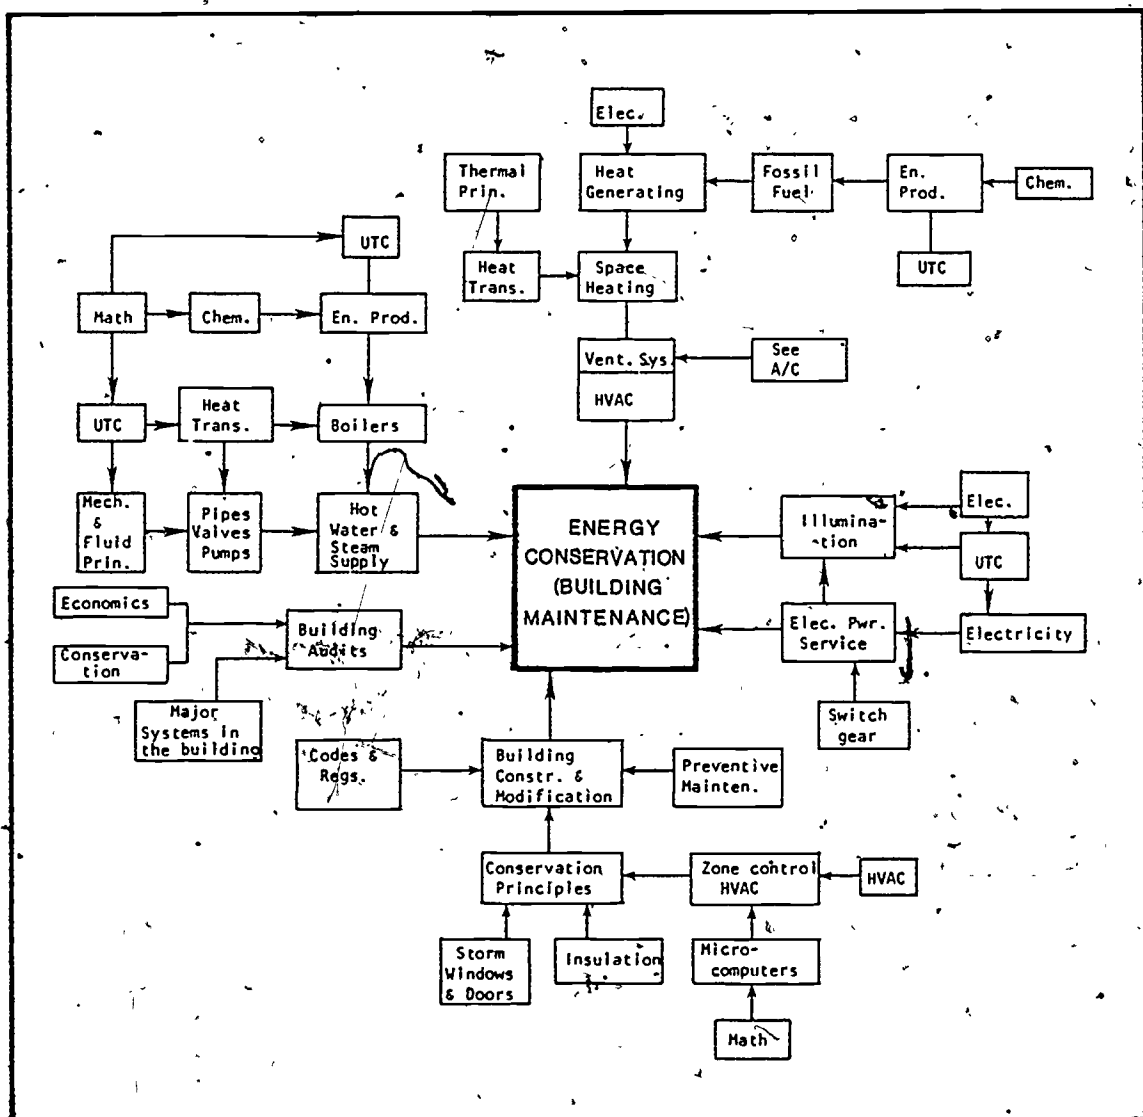 Elec.
Thermal
Prin.
Heat
Generating
Fossil
Fuel
En.
Prod.
Chem.
UTC
Heat
Trans.
Space
Heating
UTC
Math
Chem.
En. Prod.
Vent. Sys.
HVAC
See
A/C
UTC
Heat
Trans.
Boilers
Mech.
&
Fluid
Prin.
Pipes
Valves
Pumps
Hot
Water &
Steam
Supply
ENERGY
CONSERVATION
(BUILDING
MAINTENANCE)
Illumina-
tion
Elec.
UTC
Economics
Conserva-
tion
Building
Audits
Elec. Pwr.
Service
Electricity
Major
Systems in
the building
Switch
gear
Codes &
Regs.
Building
Constr. &
Modification
Preventive
Mainten.
Conservation
Principles
Zone control
HVAC
HVAC
Storm
Windows
& Doors
Insulation
Micro-
computers
Math